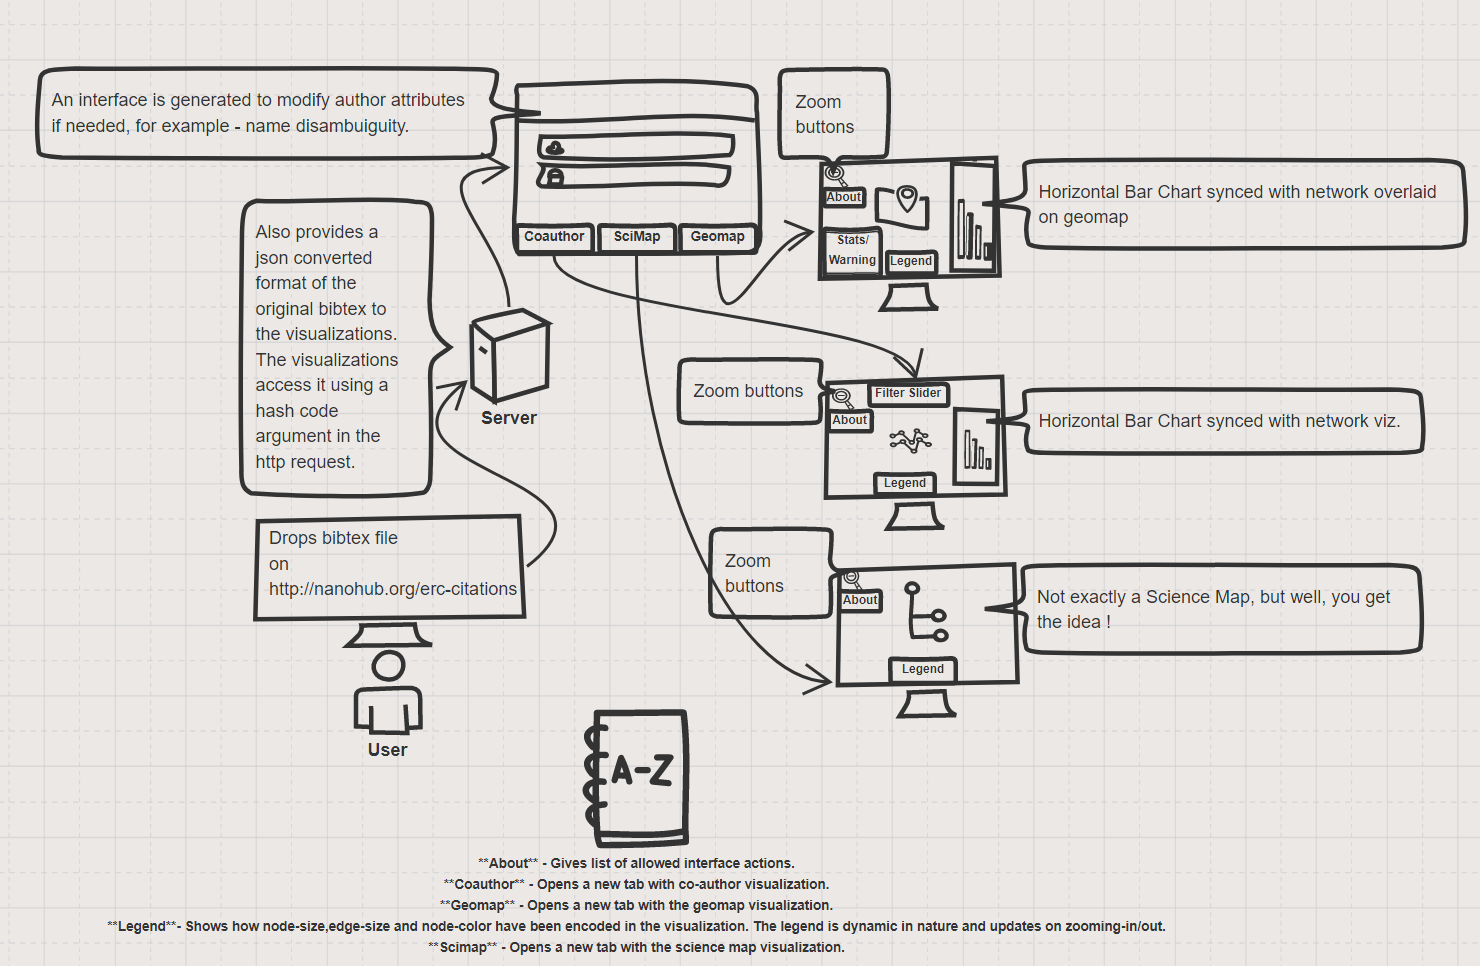 An interface is generated to modify author attributes
if needed, for example - name disambuiguity.
Coauthor
SciMap
Geomap
Zoom
buttons
About
Stats/
Warning
Legend
Horizontal Bar Chart synced with network overlaid
on geomap
Also provides a
json converted
format of the
original bibtex to
the visualizations.
The visualizations
access it using a
hash code
argument in the
http request.
Server
Zoom buttons
Filter Slider
About
Legend
Horizontal Bar Chart synced with network viz.
Drops bibtex file
on
http://nanohub.org/erc-citations
User
Zoom
buttons
About
Legend
Not exactly a Science Map, but well, you get
the idea !
A-Z
**About** - Gives list of allowed interface actions.
**Coauthor** - Opens a new tab with co-author visualization.
**Geomap** - Opens a new tab with the geomap visualization.
**Legend**- Shows how node-size,edge-size and node-color have been encoded in the visualization. The legend is dynamic in nature and updates on zooming-in/out.
**Scimap** - Opens a new tab with the science map visualization.